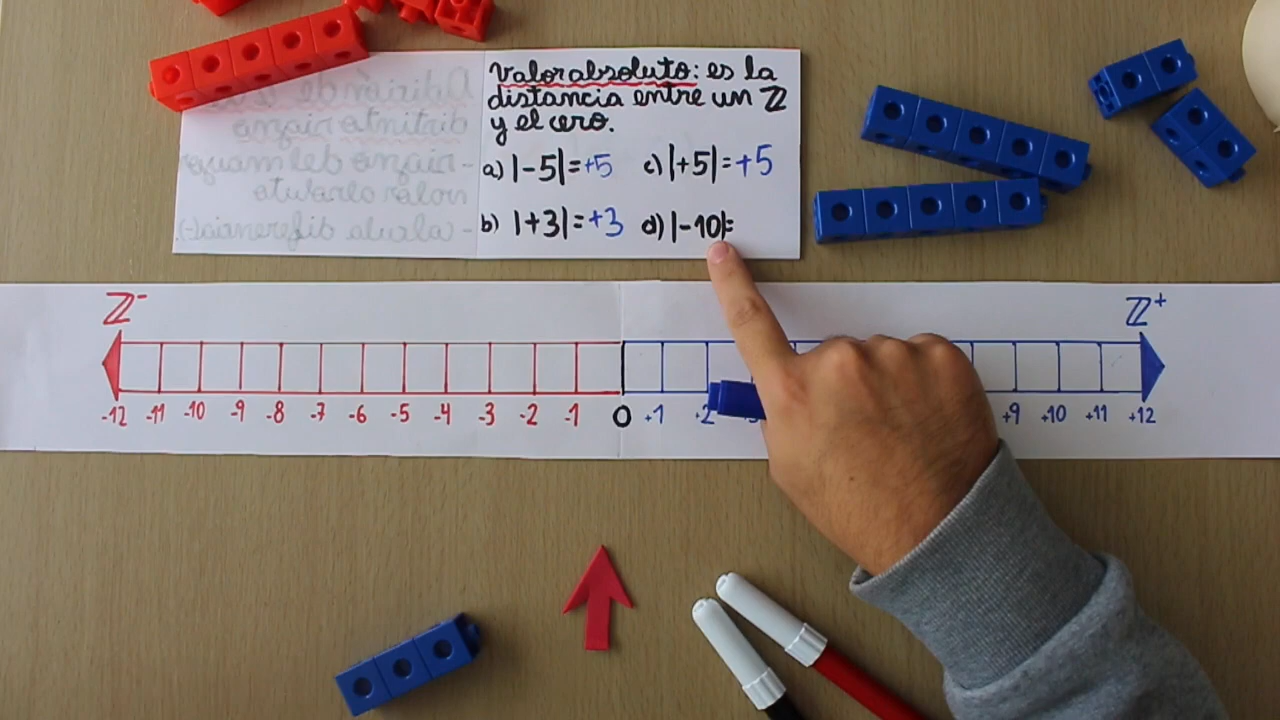 Valor absoluto: es la
distancia entre un ℤ
y el cero.
a) |-5|=+5 c) |+5|=+5
b) |+3|=+3 d) |-10|=
ℤ⁻ ℤ⁺
-12 -11 -10 -9 -8 -7 -6 -5 -4 -3 -2 -1 0 +1 +2 +9 +10 +11 +12